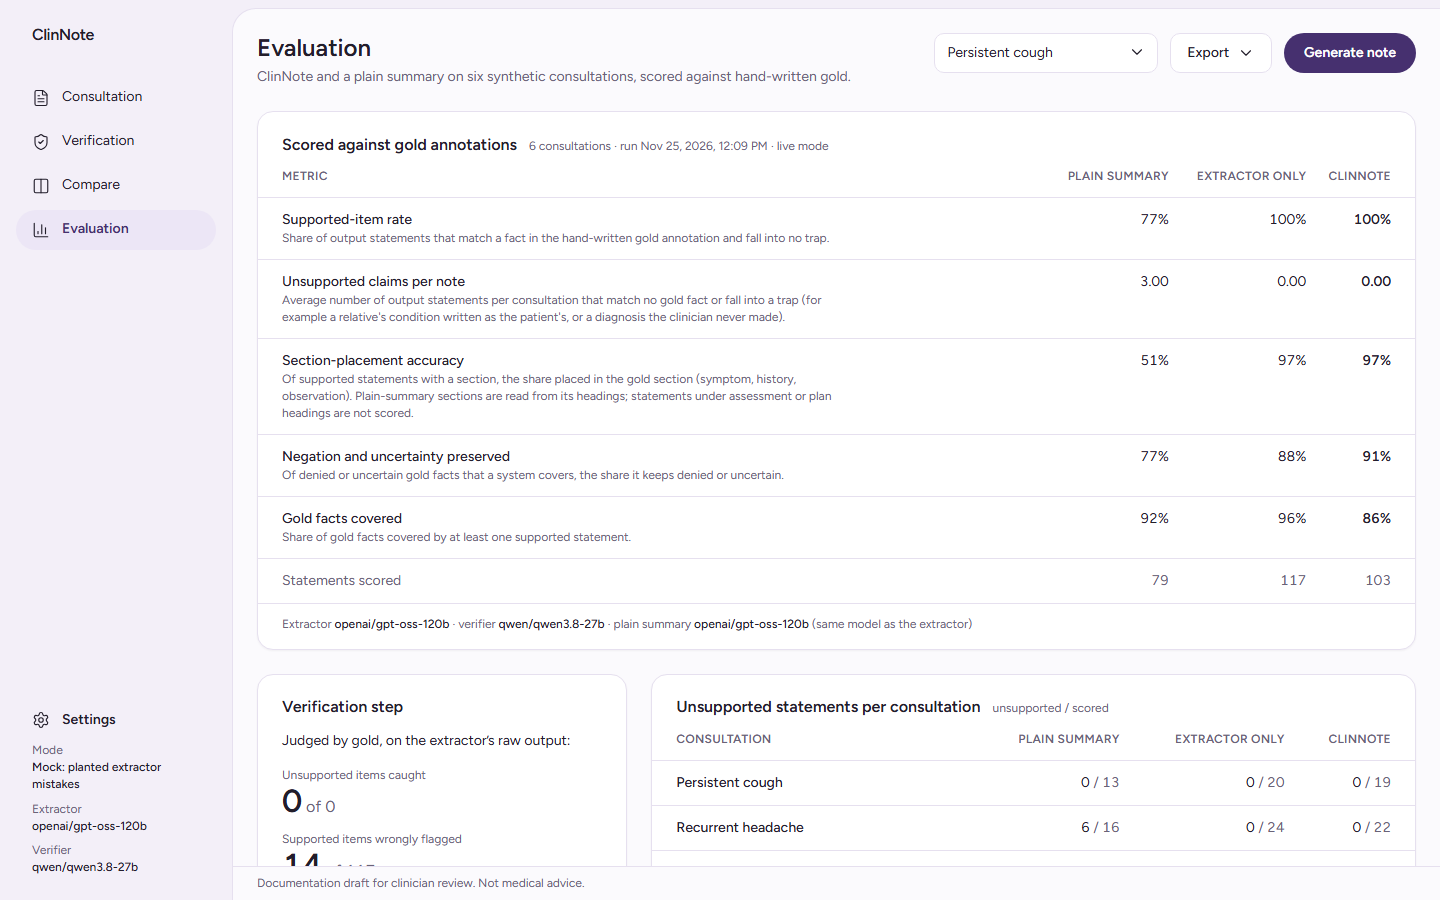 ClinNote
Consultation
Verification
Compare
Evaluation
Settings
Mode
Mock: planted extractor
mistakes
Extractor
openai/gpt-oss-120b
Verifier
qwen/qwen3.8-27b
Evaluation
ClinNote and a plain summary on six synthetic consultations, scored against hand-written gold.
Persistent cough
Export
Generate note
Scored against gold annotations 6 consultations · run Nov 25, 2026, 12:09 PM · live mode
METRIC PLAIN SUMMARY EXTRACTOR ONLY CLINNOTE
Supported-item rate 77% 100% 100%
Share of output statements that match a fact in the hand-written gold annotation and fall into no trap.
Unsupported claims per note 3.00 0.00 0.00
Average number of output statements per consultation that match no gold fact or fall into a trap (for
example a relative's condition written as the patient's, or a diagnosis the clinician never made).
Section-placement accuracy 51% 97% 97%
Of supported statements with a section, the share placed in the gold section (symptom, history,
observation). Plain-summary sections are read from its headings; statements under assessment or plan
headings are not scored.
Negation and uncertainty preserved 77% 88% 91%
Of denied or uncertain gold facts that a system covers, the share it keeps denied or uncertain.
Gold facts covered 92% 96% 86%
Share of gold facts covered by at least one supported statement.
Statements scored 79 117 103
Extractor openai/gpt-oss-120b · verifier qwen/qwen3.8-27b · plain summary openai/gpt-oss-120b (same model as the extractor)
Verification step
Judged by gold, on the extractor's raw output:
Unsupported items caught
0 of 0
Supported items wrongly flagged
14
Unsupported statements per consultation unsupported / scored
CONSULTATION PLAIN SUMMARY EXTRACTOR ONLY CLINNOTE
Persistent cough 0 / 13 0 / 20 0 / 19
Recurrent headache 6 / 16 0 / 24 0 / 22
Documentation draft for clinician review. Not medical advice.